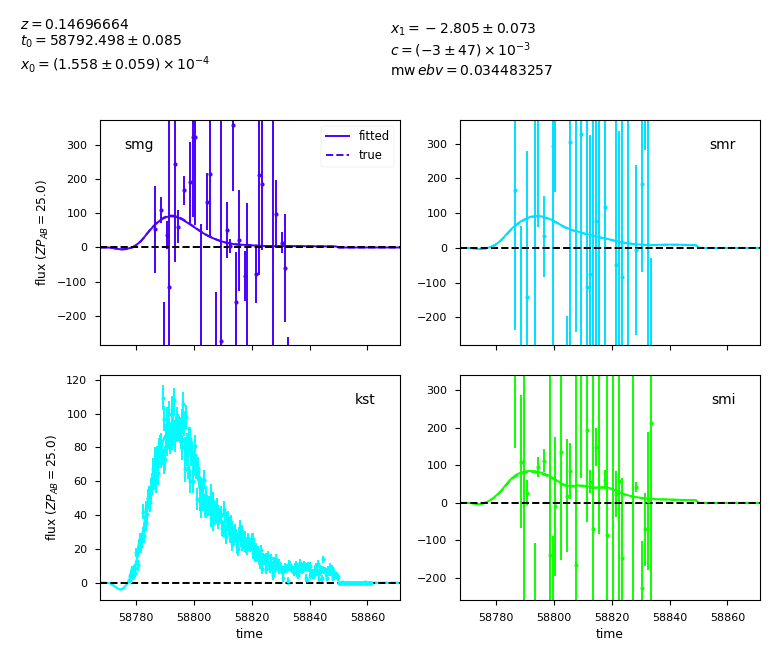 z = 0.14696664
t₀ = 58792.498 ± 0.085
x₀ = (1.558 ± 0.059) × 10⁻⁴
x₁ = −2.805 ± 0.073
c = (−3 ± 47) × 10⁻³
mw ebv = 0.034483257
smg
fitted
true
300
200
100
0
−100
−200
flux (ZP_AB = 25.0)
smr
300
200
100
0
−100
−200
kst
120
100
80
60
40
20
0
flux (ZP_AB = 25.0)
58780 58800 58820 58840 58860
time
smi
300
200
100
0
−100
−200
58780 58800 58820 58840 58860
time